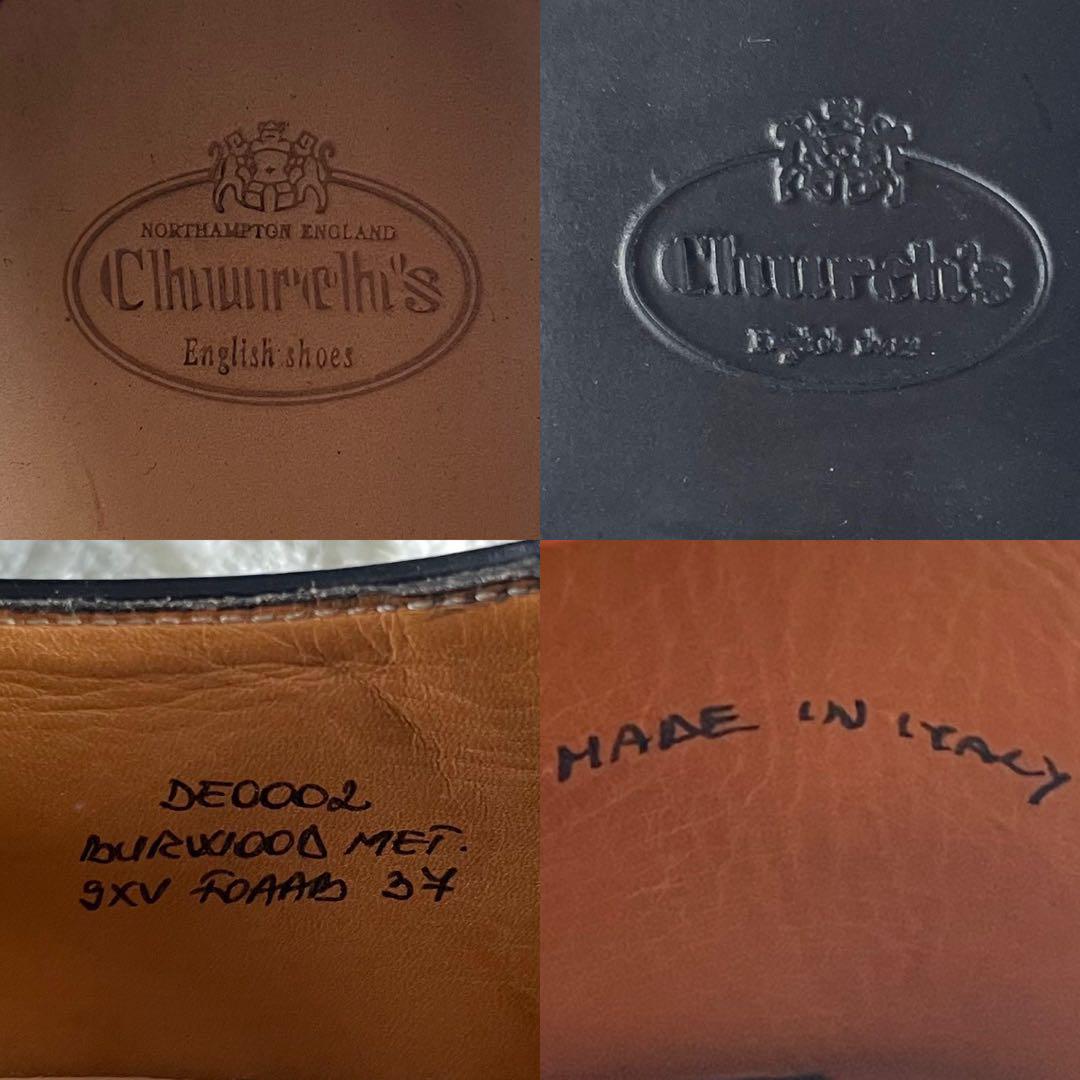 NORTHAMPTON ENGLAND
Church's
English shoes
Church's
English shoes
DE0002
BURWOOD MET.
9XV F0AAB 37
MADE IN ITALY